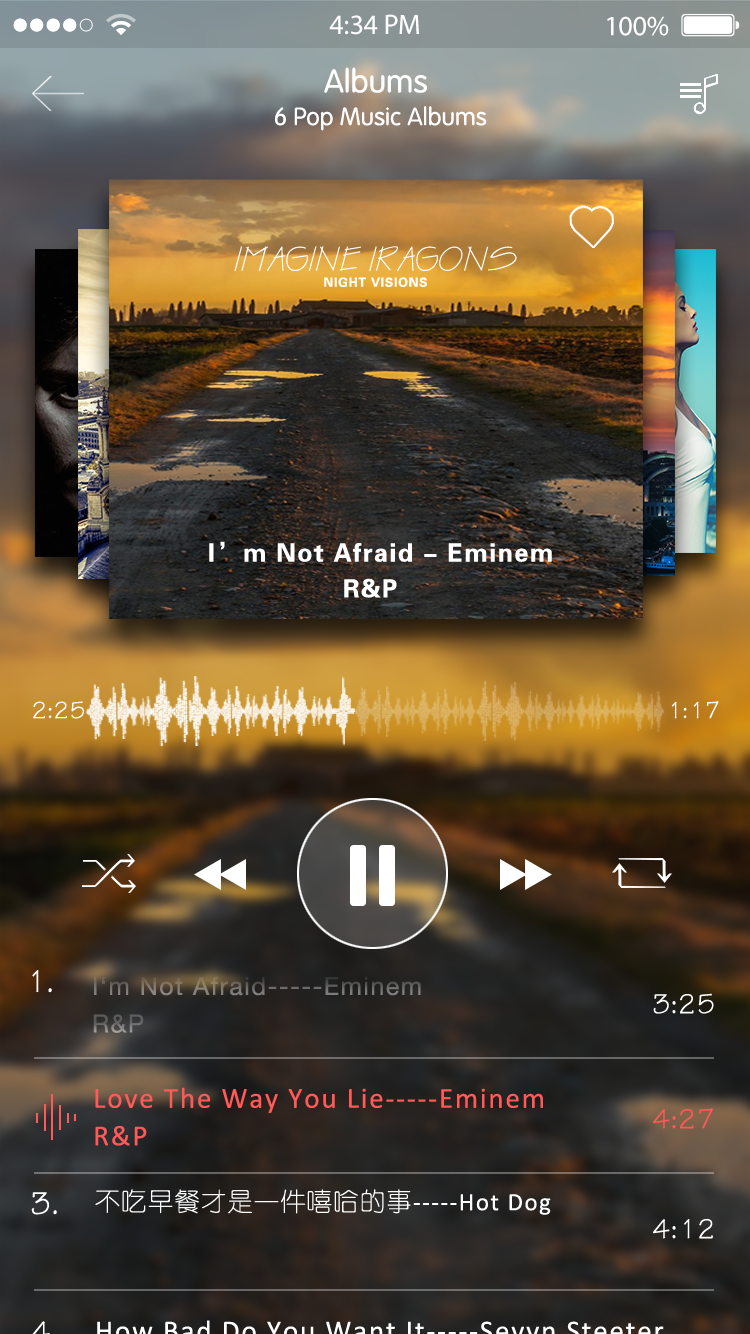 4:34 PM 100%
Albums
6 Pop Music Albums
IMAGINE IRAGONS
NIGHT VISIONS
I’m Not Afraid – Eminem
R&P
2:25 1:17
1. I'm Not Afraid-----Eminem
R&P
3:25
Love The Way You Lie-----Eminem
R&P
4:27
3. 不吃早餐才是一件嘻哈的事-----Hot Dog
4:12
4. How Bad Do You Want It-----Sevyn Streeter